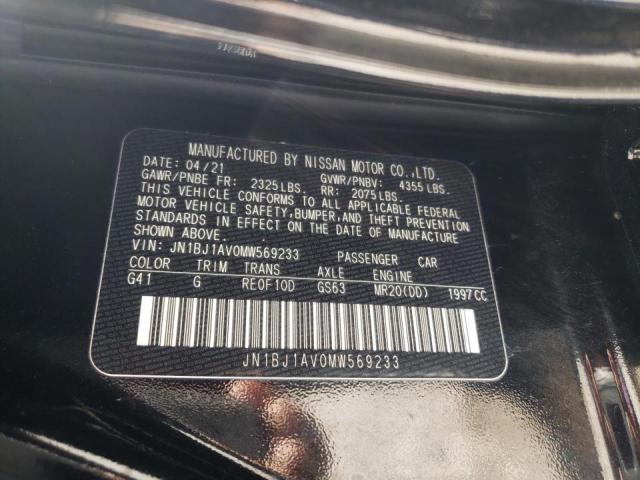 MANUFACTURED BY NISSAN MOTOR CO.,LTD.
DATE: 04/21 GVWR/PNBV: 4355 LBS.
GAWR/PNBE FR: 2325 LBS. RR: 2075 LBS.
THIS VEHICLE CONFORMS TO ALL APPLICABLE FEDERAL
MOTOR VEHICLE SAFETY, BUMPER, AND THEFT PREVENTION
STANDARDS IN EFFECT ON THE DATE OF MANUFACTURE
SHOWN ABOVE.
VIN: JN1BJ1AV0MW569233 PASSENGER CAR
COLOR TRIM TRANS AXLE ENGINE
G41 G RE0F10D GS63 MR20(DD) 1997CC
JN1BJ1AV0MW569233